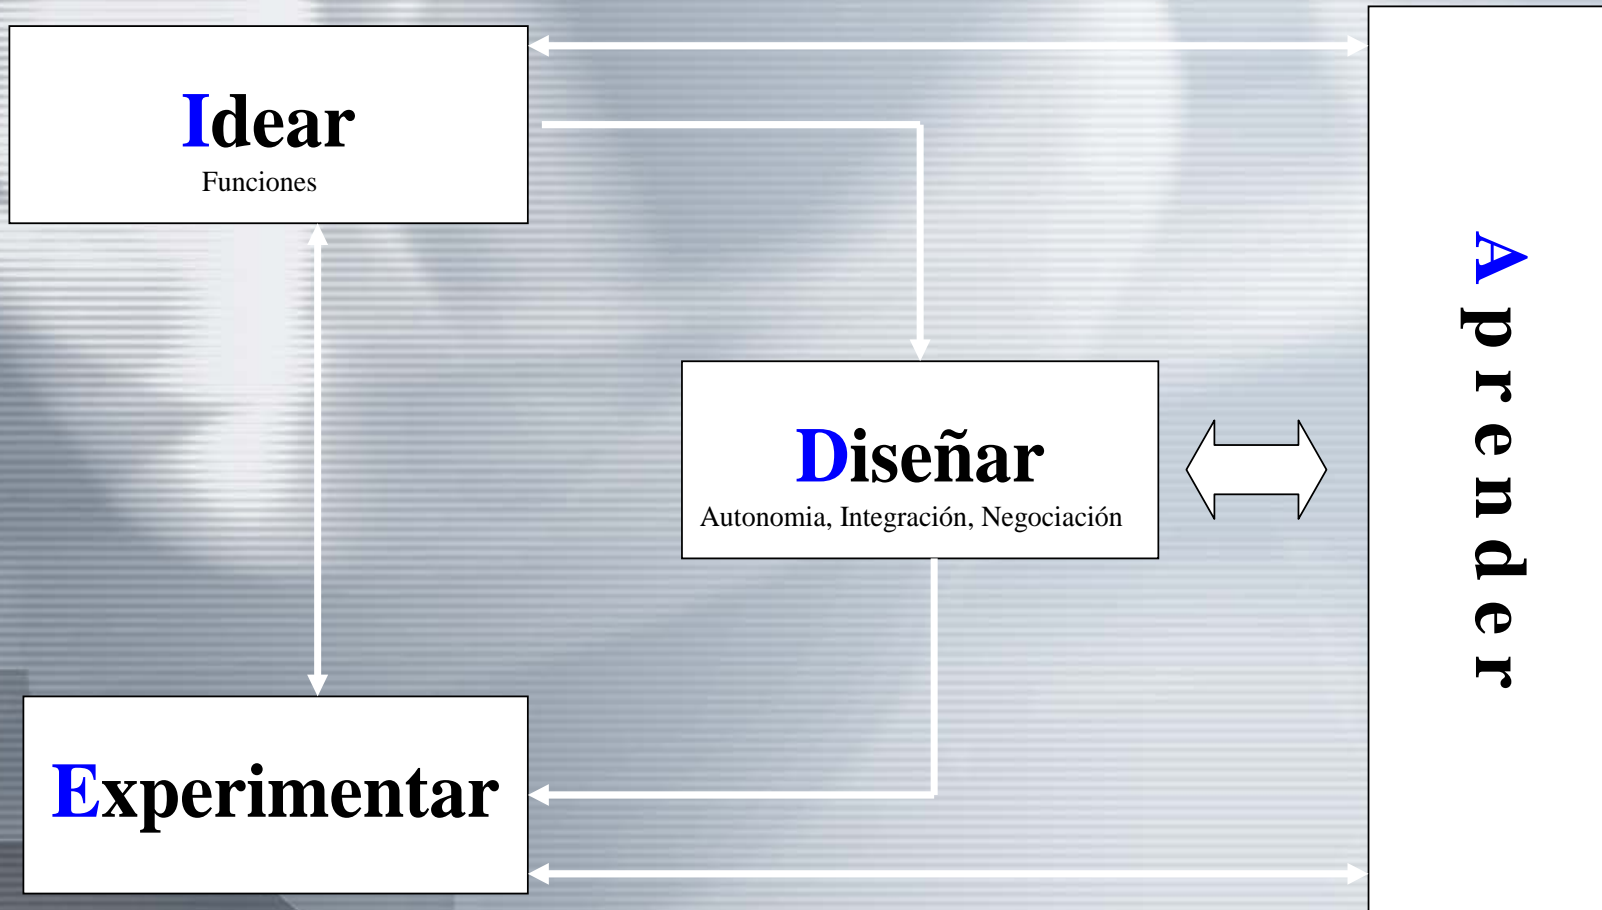 Idear
Funciones
Diseñar
Autonomia, Integración, Negociación
Experimentar
Aprender